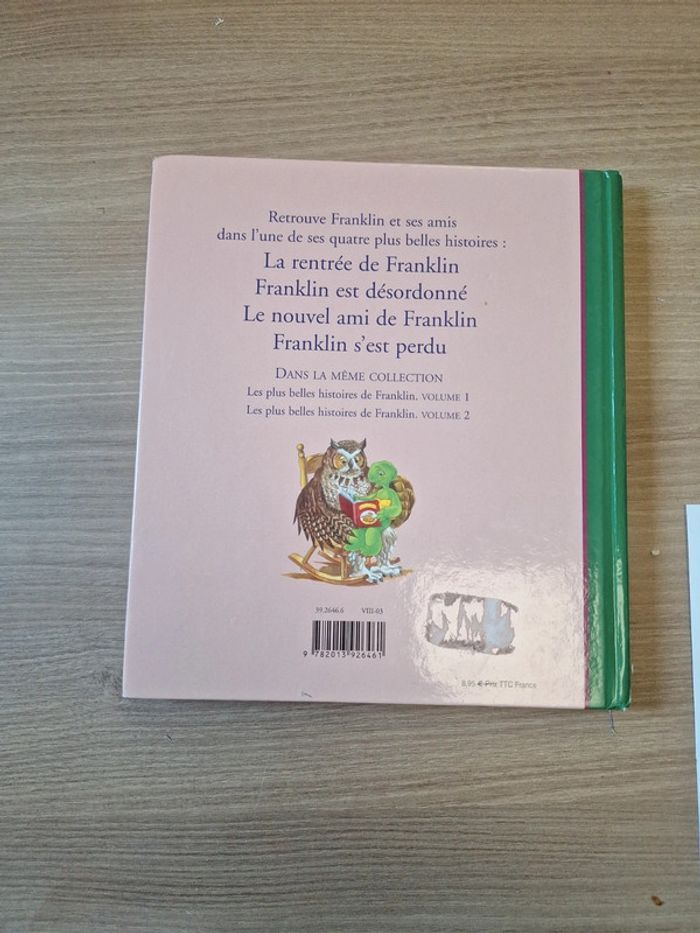 Retrouve Franklin et ses amis
dans l'une de ses quatre plus belles histoires :
La rentrée de Franklin
Franklin est désordonné
Le nouvel ami de Franklin
Franklin s'est perdu
DANS LA MÊME COLLECTION
Les plus belles histoires de Franklin. VOLUME 1
Les plus belles histoires de Franklin. VOLUME 2
39.2646.6 VIII-03
9 782013 926461
8,95 € Prix TTC France